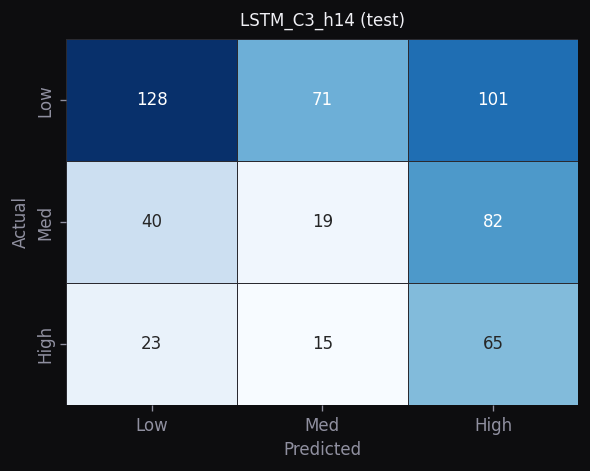 LSTM_C3_h14 (test)
Actual
Low
128 71 101
Med
40 19 82
High
23 15 65
Low Med High
Predicted